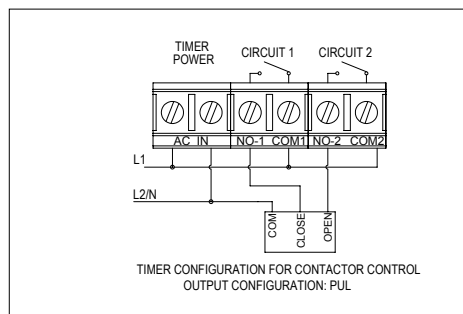 TIMER
POWER
CIRCUIT 1
CIRCUIT 2
AC IN
NO-1
COM1
NO-2
COM2
L1
L2/N
COM
CLOSE
OPEN
TIMER CONFIGURATION FOR CONTACTOR CONTROL
OUTPUT CONFIGURATION: PUL